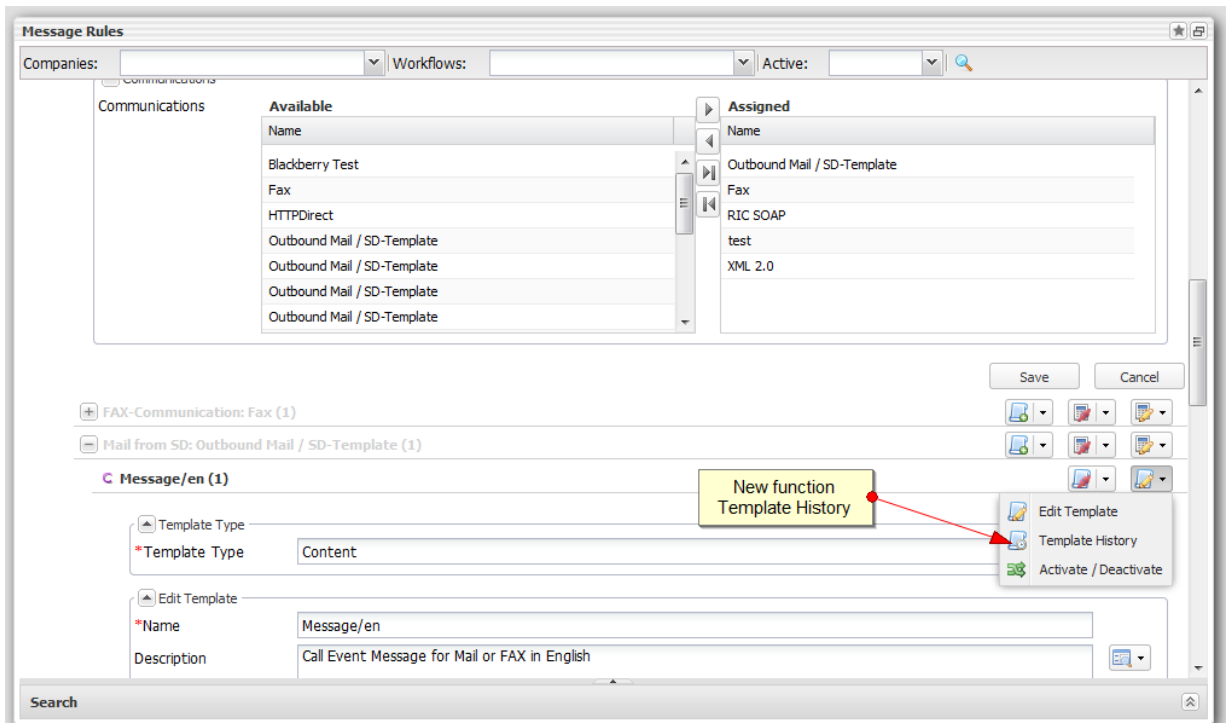 Message Rules
Companies: Workflows: Active:
Communications
Communications Available Assigned
Name Name
Blackberry Test Outbound Mail / SD-Template
Fax Fax
HTTPDirect RIC SOAP
Outbound Mail / SD-Template test
Outbound Mail / SD-Template XML 2.0
Outbound Mail / SD-Template
Outbound Mail / SD-Template
Save Cancel
FAX-Communication: Fax (1)
Mail from SD: Outbound Mail / SD-Template (1)
C Message/en (1)
New function
Template History
Edit Template
Template History
Activate / Deactivate
Template Type
*Template Type Content
Edit Template
*Name Message/en
Description Call Event Message for Mail or FAX in English
Search